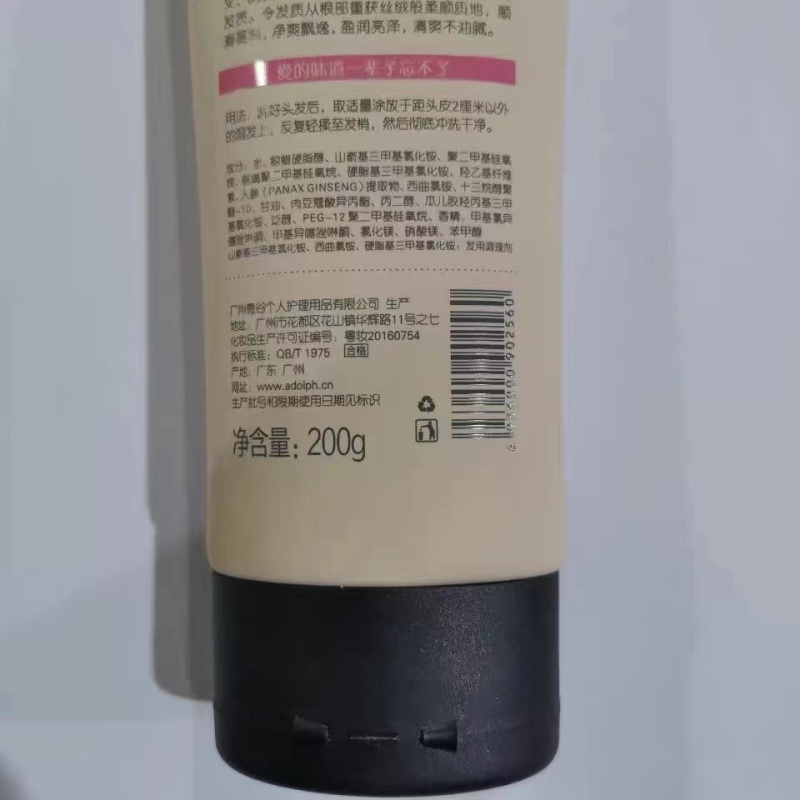 发质。令发质从根部重获丝绒般柔顺质地，顺
净爽飘逸，盈润亮泽，清爽不油腻。
爱的味道一辈子忘不了
用法：洗好头发后，取适量涂放于距头皮2厘米以外
的湿发上，反复轻揉至发梢，然后彻底冲洗干净。
成分：水、鲸蜡硬脂醇、山嵛基三甲基氯化铵、聚二甲基硅氧
烷、氨端聚二甲基硅氧烷、硬脂基三甲基氯化铵、羟乙基纤维
素、人参（PANAX GINSENG）提取物、西曲氯铵、十三烷醇聚
醚-10、甘油、肉豆蔻酸异丙酯、丙二醇、瓜儿胶羟丙基三甲
基氯化铵、泛醇、PEG-12 聚二甲基硅氧烷、香精、甲基氯异
噻唑啉酮、甲基异噻唑啉酮、氯化镁、硝酸镁、苯甲醇
山嵛基三甲基氯化铵、西曲氯铵、硬脂基三甲基氯化铵：发用调理剂
广州 谷个人护理用品有限公司 生产
地址：广州市花都区花山镇华辉路11号之七
化妆品生产许可证编号：粤妆20160754
执行标准：QB/T 1975 合格
产地：广东 广州
网址：www.adolph.cn
生产批号和限期使用日期见标识
净含量：200g
6 936000 902560